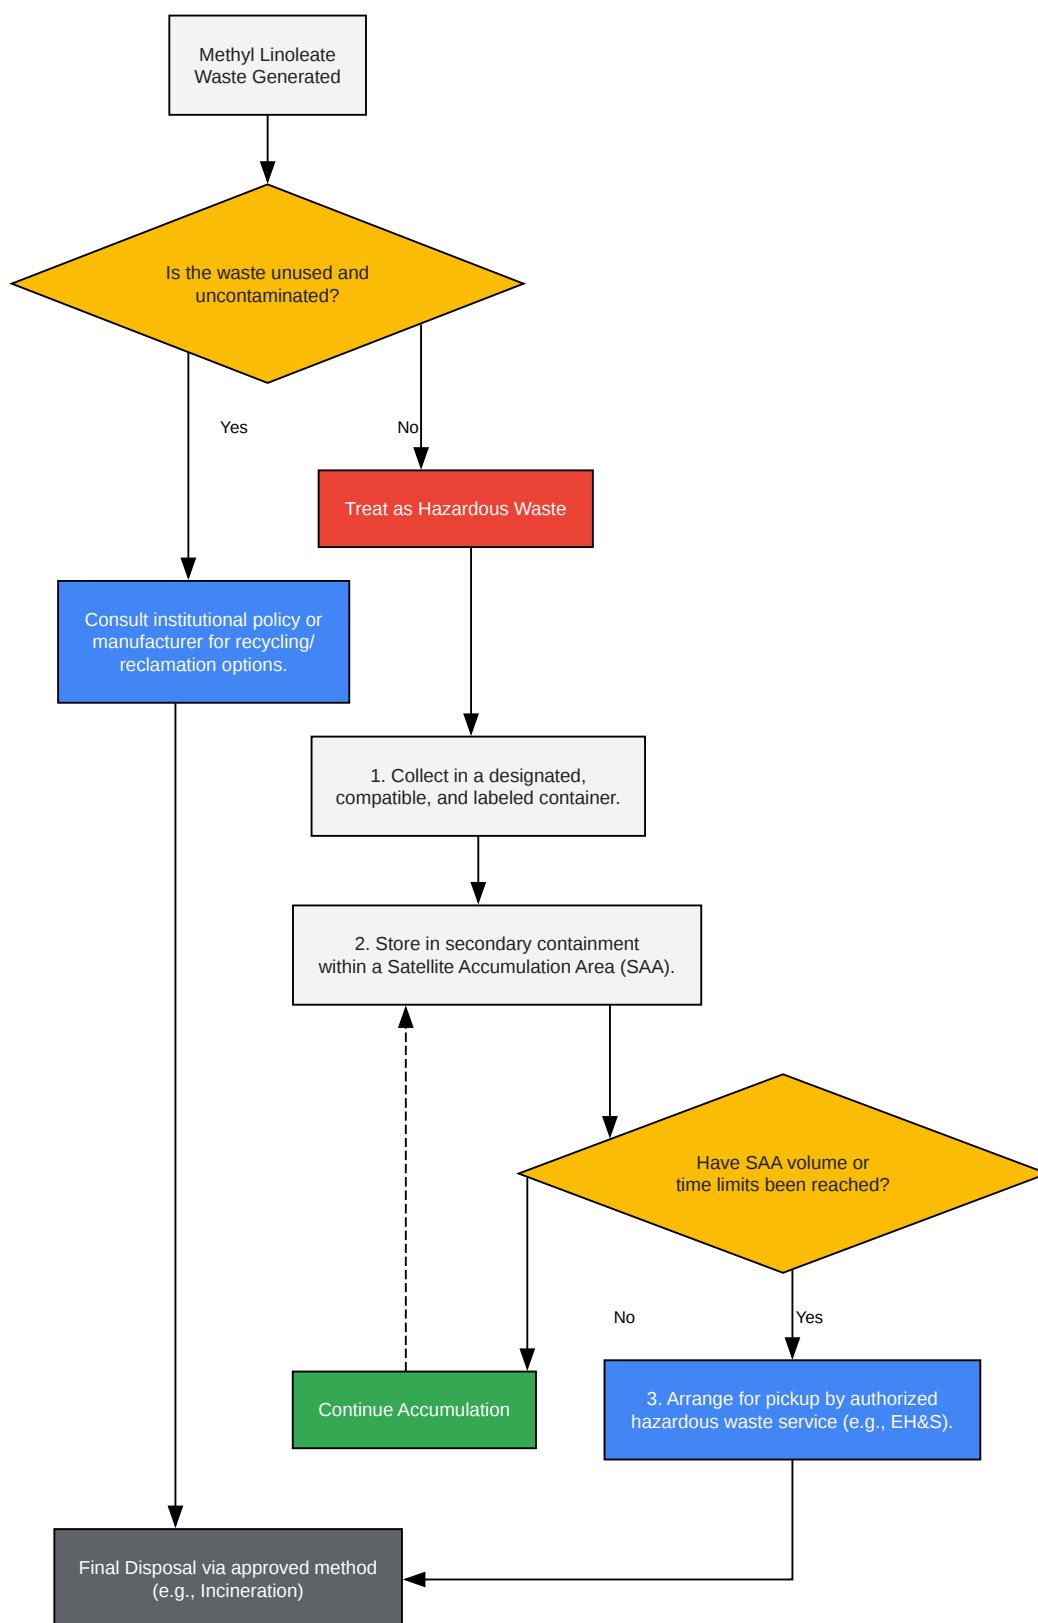 Methyl Linoleate
Waste Generated
Is the waste unused and
uncontaminated?
Yes
No
Treat as Hazardous Waste
Consult institutional policy or
manufacturer for recycling/
reclamation options.
1. Collect in a designated,
compatible, and labeled container.
2. Store in secondary containment
within a Satellite Accumulation Area (SAA).
Have SAA volume or
time limits been reached?
No
Yes
Continue Accumulation
3. Arrange for pickup by authorized
hazardous waste service (e.g., EH&S).
Final Disposal via approved method
(e.g., Incineration)